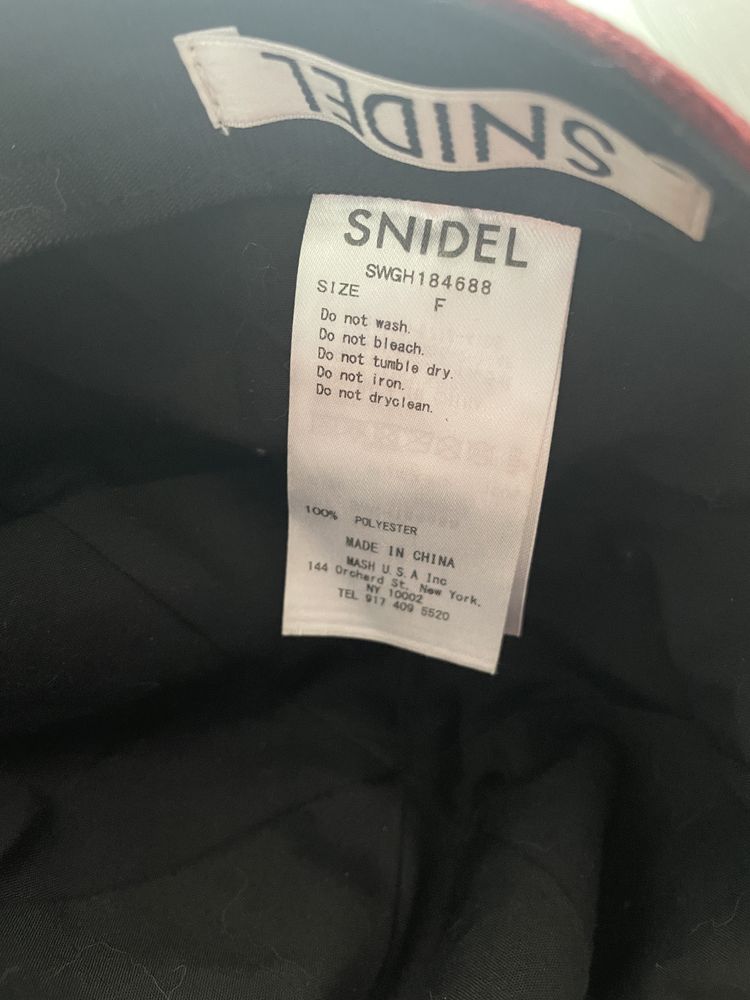 SNIDEL
SNIDEL
SWGH184688
SIZE F
Do not wash.
Do not bleach.
Do not tumble dry.
Do not iron.
Do not dryclean.
100% POLYESTER
MADE IN CHINA
MASH U.S.A Inc
144 Orchard St. New York.
NY 10002
TEL 917 409 5520